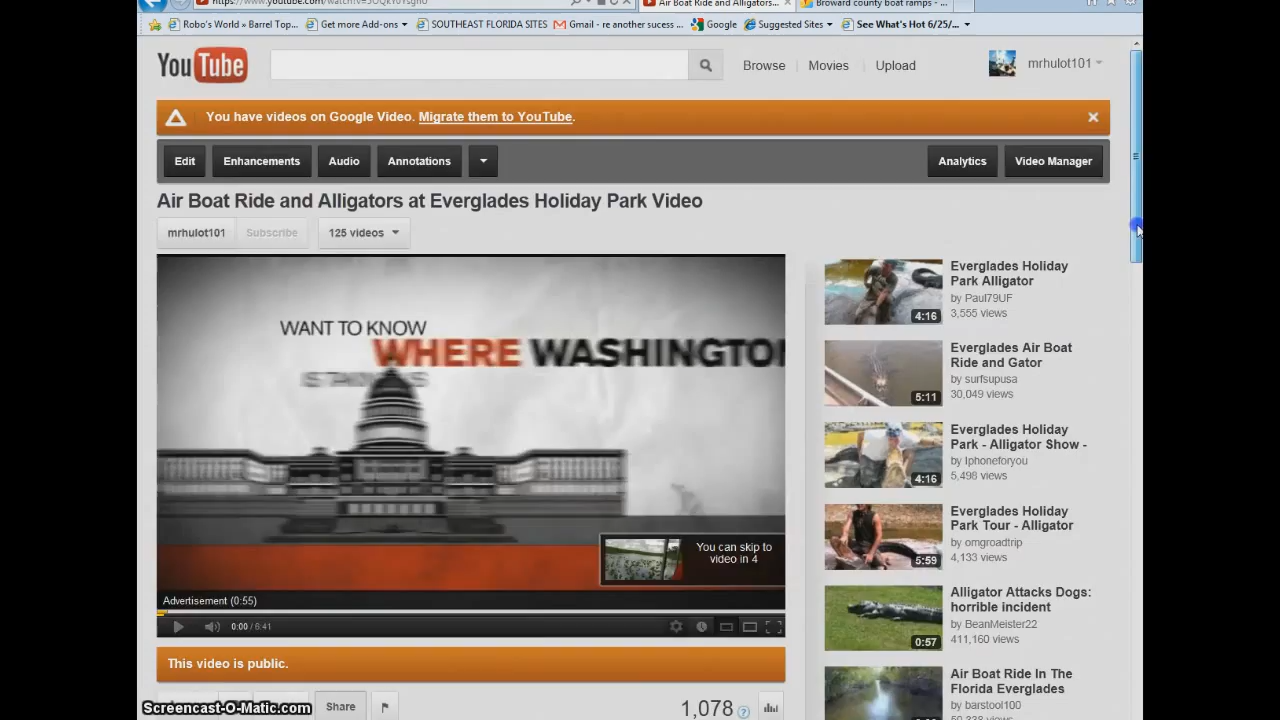 Air Boat Ride and Alligators...
Broward county boat ramps - ...
Robo's World » Barrel Top...
Get more Add-ons
SOUTHEAST FLORIDA SITES
Gmail - re another sucess ...
Google
Suggested Sites
See What's Hot 6/25/...
YouTube
Browse
Movies
Upload
mrhulot101
You have videos on Google Video. Migrate them to YouTube.
Edit
Enhancements
Audio
Annotations
Analytics
Video Manager
Air Boat Ride and Alligators at Everglades Holiday Park Video
mrhulot101
Subscribe
125 videos
WANT TO KNOW
WHERE WASHINGTON
You can skip to
video in 4
Advertisement (0:55)
0:00 / 6:41
This video is public.
Share
1,078
Everglades Holiday
Park Alligator
by Paul79UF
3,555 views
4:16
Everglades Air Boat
Ride and Gator
by surfsupusa
30,049 views
5:11
Everglades Holiday
Park - Alligator Show -
by Iphoneforyou
5,498 views
4:16
Everglades Holiday
Park Tour - Alligator
by omgroadtrip
4,133 views
5:59
Alligator Attacks Dogs:
horrible incident
by BeanMeister22
411,160 views
0:57
Air Boat Ride In The
Florida Everglades
by barstool100
Screencast-O-Matic.com